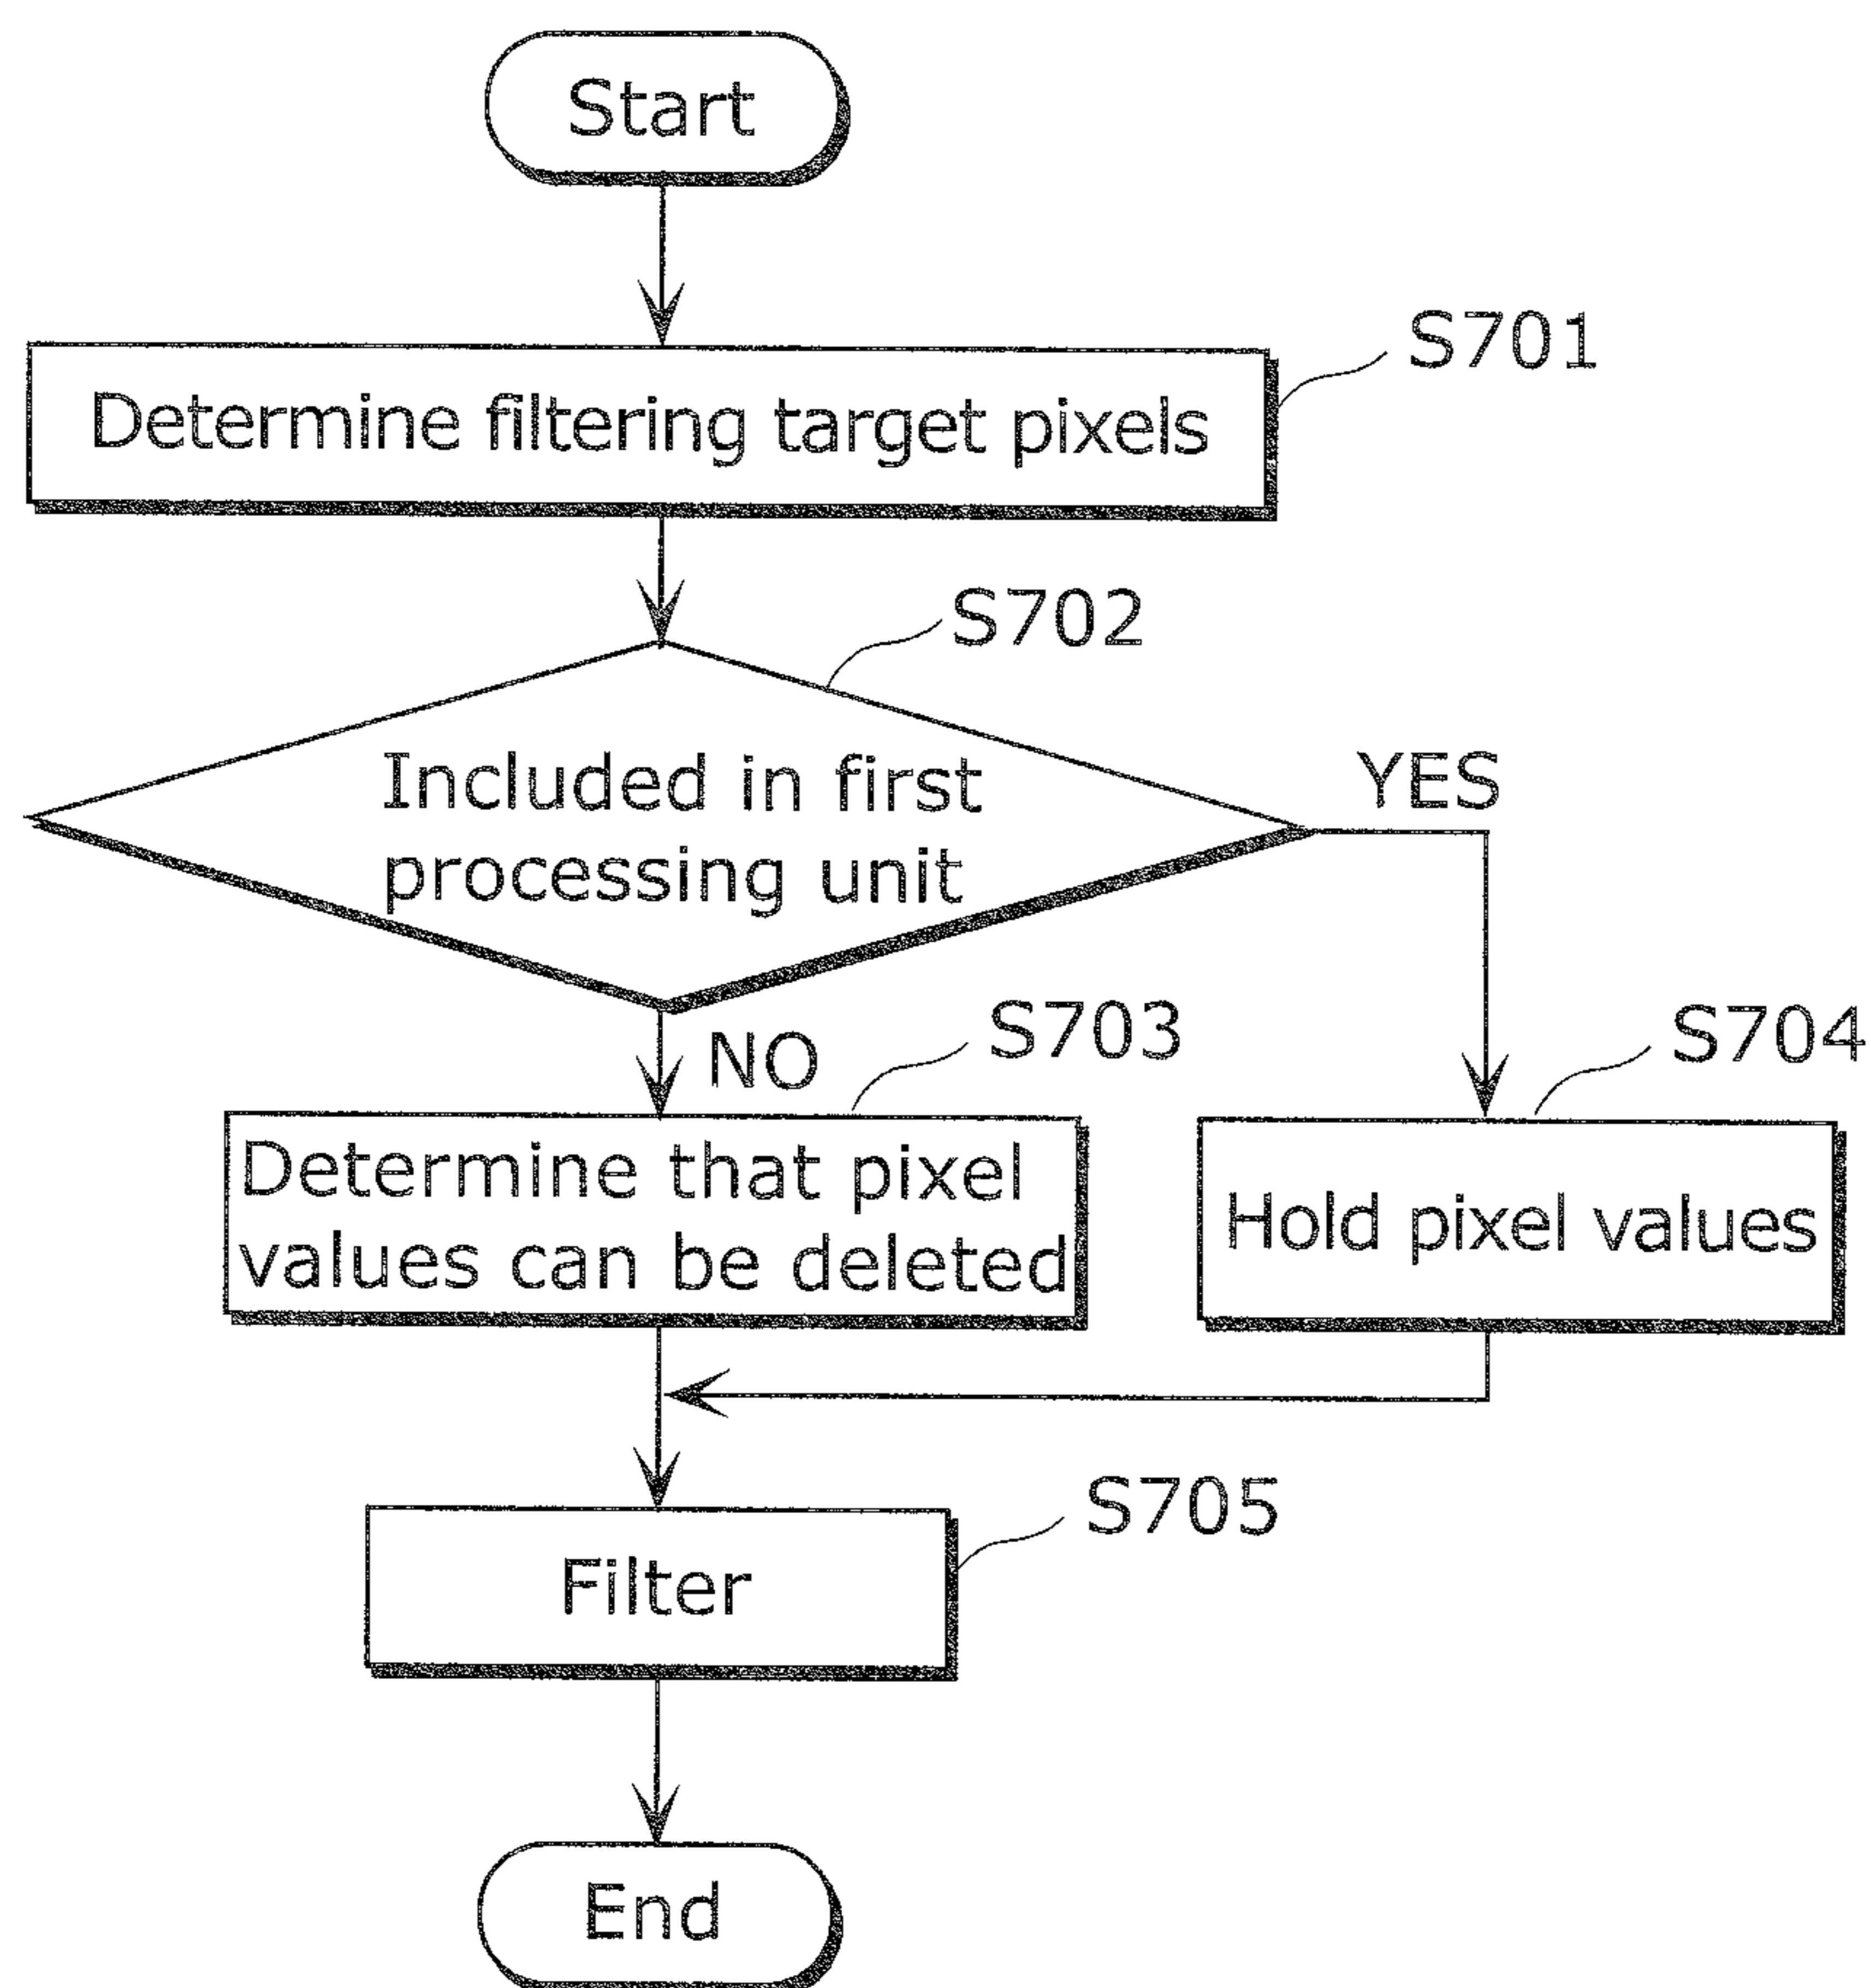 Start
S701
Determine filtering target pixels
S702
Included in first
processing unit
YES
NO
S703
S704
Determine that pixel
values can be deleted
Hold pixel values
S705
Filter
End